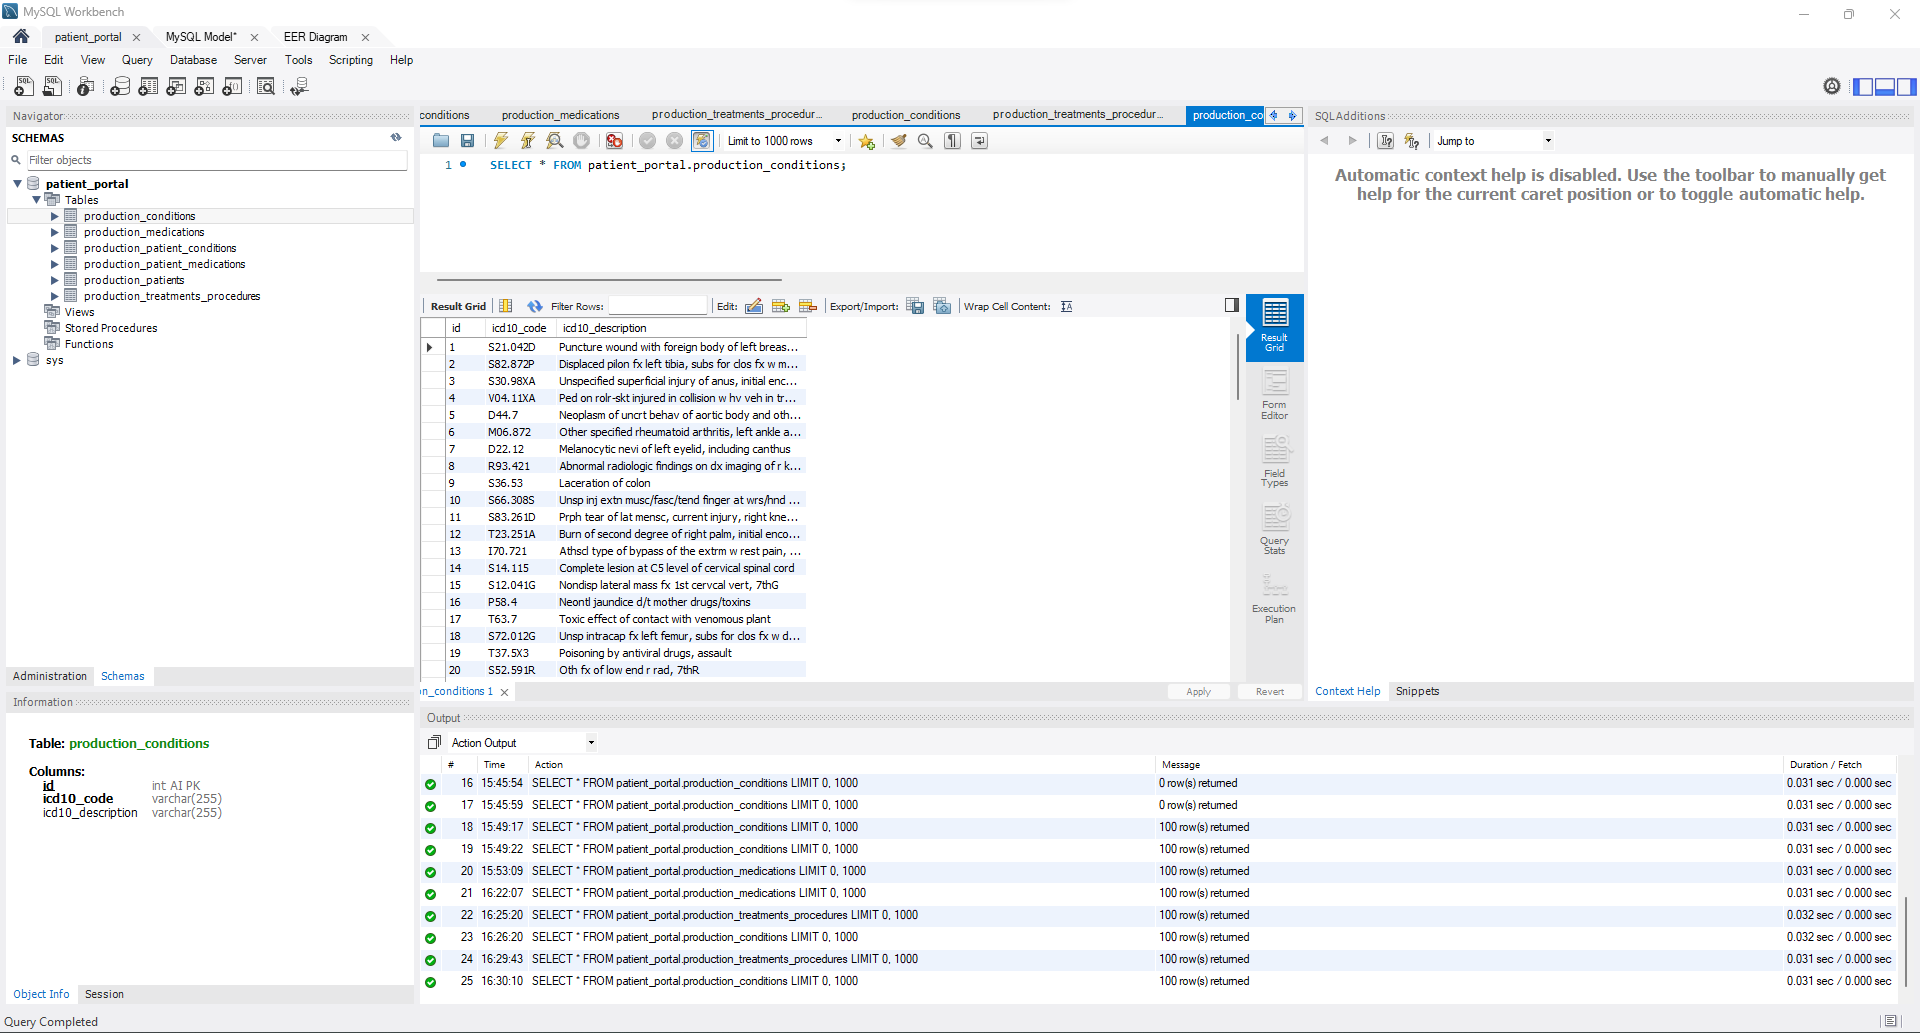 MySQL Workbench
patient_portal
MySQL Model*
EER Diagram
File Edit View Query Database Server Tools Scripting Help
Navigator
SCHEMAS
Filter objects
patient_portal
Tables
production_conditions
production_medications
production_patient_conditions
production_patient_medications
production_patients
production_treatments_procedures
Views
Stored Procedures
Functions
sys
Administration Schemas
Information
Table: production_conditions
Columns:
id int AI PK
icd10_code varchar(255)
icd10_description varchar(255)
Object Info Session
onditions production_medications production_treatments_procedur... production_conditions production_treatments_procedur... production_co
Limit to 1000 rows
1 SELECT * FROM patient_portal.production_conditions;
Result Grid Filter Rows: Edit: Export/Import: Wrap Cell Content:
id icd10_code icd10_description
1 S21.042D Puncture wound with foreign body of left breas...
2 S82.872P Displaced pilon fx left tibia, subs for clos fx w m...
3 S30.98XA Unspecified superficial injury of anus, initial enc...
4 V04.11XA Ped on rolr-skt injured in collision w hv veh in tr...
5 D44.7 Neoplasm of uncrt behav of aortic body and oth...
6 M06.872 Other specified rheumatoid arthritis, left ankle a...
7 D22.12 Melanocytic nevi of left eyelid, including canthus
8 R93.421 Abnormal radiologic findings on dx imaging of r k...
9 S36.53 Laceration of colon
10 S66.308S Unsp inj extn musc/fasc/tend finger at wrs/hnd ...
11 S83.261D Prph tear of lat mensc, current injury, right kne...
12 T23.251A Burn of second degree of right palm, initial enco...
13 I70.721 Athscl type of bypass of the extrm w rest pain, ...
14 S14.115 Complete lesion at C5 level of cervical spinal cord
15 S12.041G Nondisp lateral mass fx 1st cervcal vert, 7thG
16 P58.4 Neontl jaundice d/t mother drugs/toxins
17 T63.7 Toxic effect of contact with venomous plant
18 S72.012G Unsp intracap fx left femur, subs for clos fx w d...
19 T37.5X3 Poisoning by antiviral drugs, assault
20 S52.591R Oth fx of low end r rad, 7thR
Result Grid
Form Editor
Field Types
Query Stats
Execution Plan
n_conditions 1 Apply Revert
SQLAdditions
Jump to
Automatic context help is disabled. Use the toolbar to manually get
help for the current caret position or to toggle automatic help.
Context Help Snippets
Output
Action Output
# Time Action Message Duration / Fetch
16 15:45:54 SELECT * FROM patient_portal.production_conditions LIMIT 0, 1000 0 row(s) returned 0.031 sec / 0.000 sec
17 15:45:59 SELECT * FROM patient_portal.production_conditions LIMIT 0, 1000 0 row(s) returned 0.031 sec / 0.000 sec
18 15:49:17 SELECT * FROM patient_portal.production_conditions LIMIT 0, 1000 100 row(s) returned 0.031 sec / 0.000 sec
19 15:49:22 SELECT * FROM patient_portal.production_conditions LIMIT 0, 1000 100 row(s) returned 0.031 sec / 0.000 sec
20 15:53:09 SELECT * FROM patient_portal.production_medications LIMIT 0, 1000 100 row(s) returned 0.031 sec / 0.000 sec
21 16:22:07 SELECT * FROM patient_portal.production_medications LIMIT 0, 1000 100 row(s) returned 0.031 sec / 0.000 sec
22 16:25:20 SELECT * FROM patient_portal.production_treatments_procedures LIMIT 0, 1000 100 row(s) returned 0.032 sec / 0.000 sec
23 16:26:20 SELECT * FROM patient_portal.production_conditions LIMIT 0, 1000 100 row(s) returned 0.032 sec / 0.000 sec
24 16:29:43 SELECT * FROM patient_portal.production_treatments_procedures LIMIT 0, 1000 100 row(s) returned 0.031 sec / 0.000 sec
25 16:30:10 SELECT * FROM patient_portal.production_conditions LIMIT 0, 1000 100 row(s) returned 0.031 sec / 0.000 sec
Query Completed